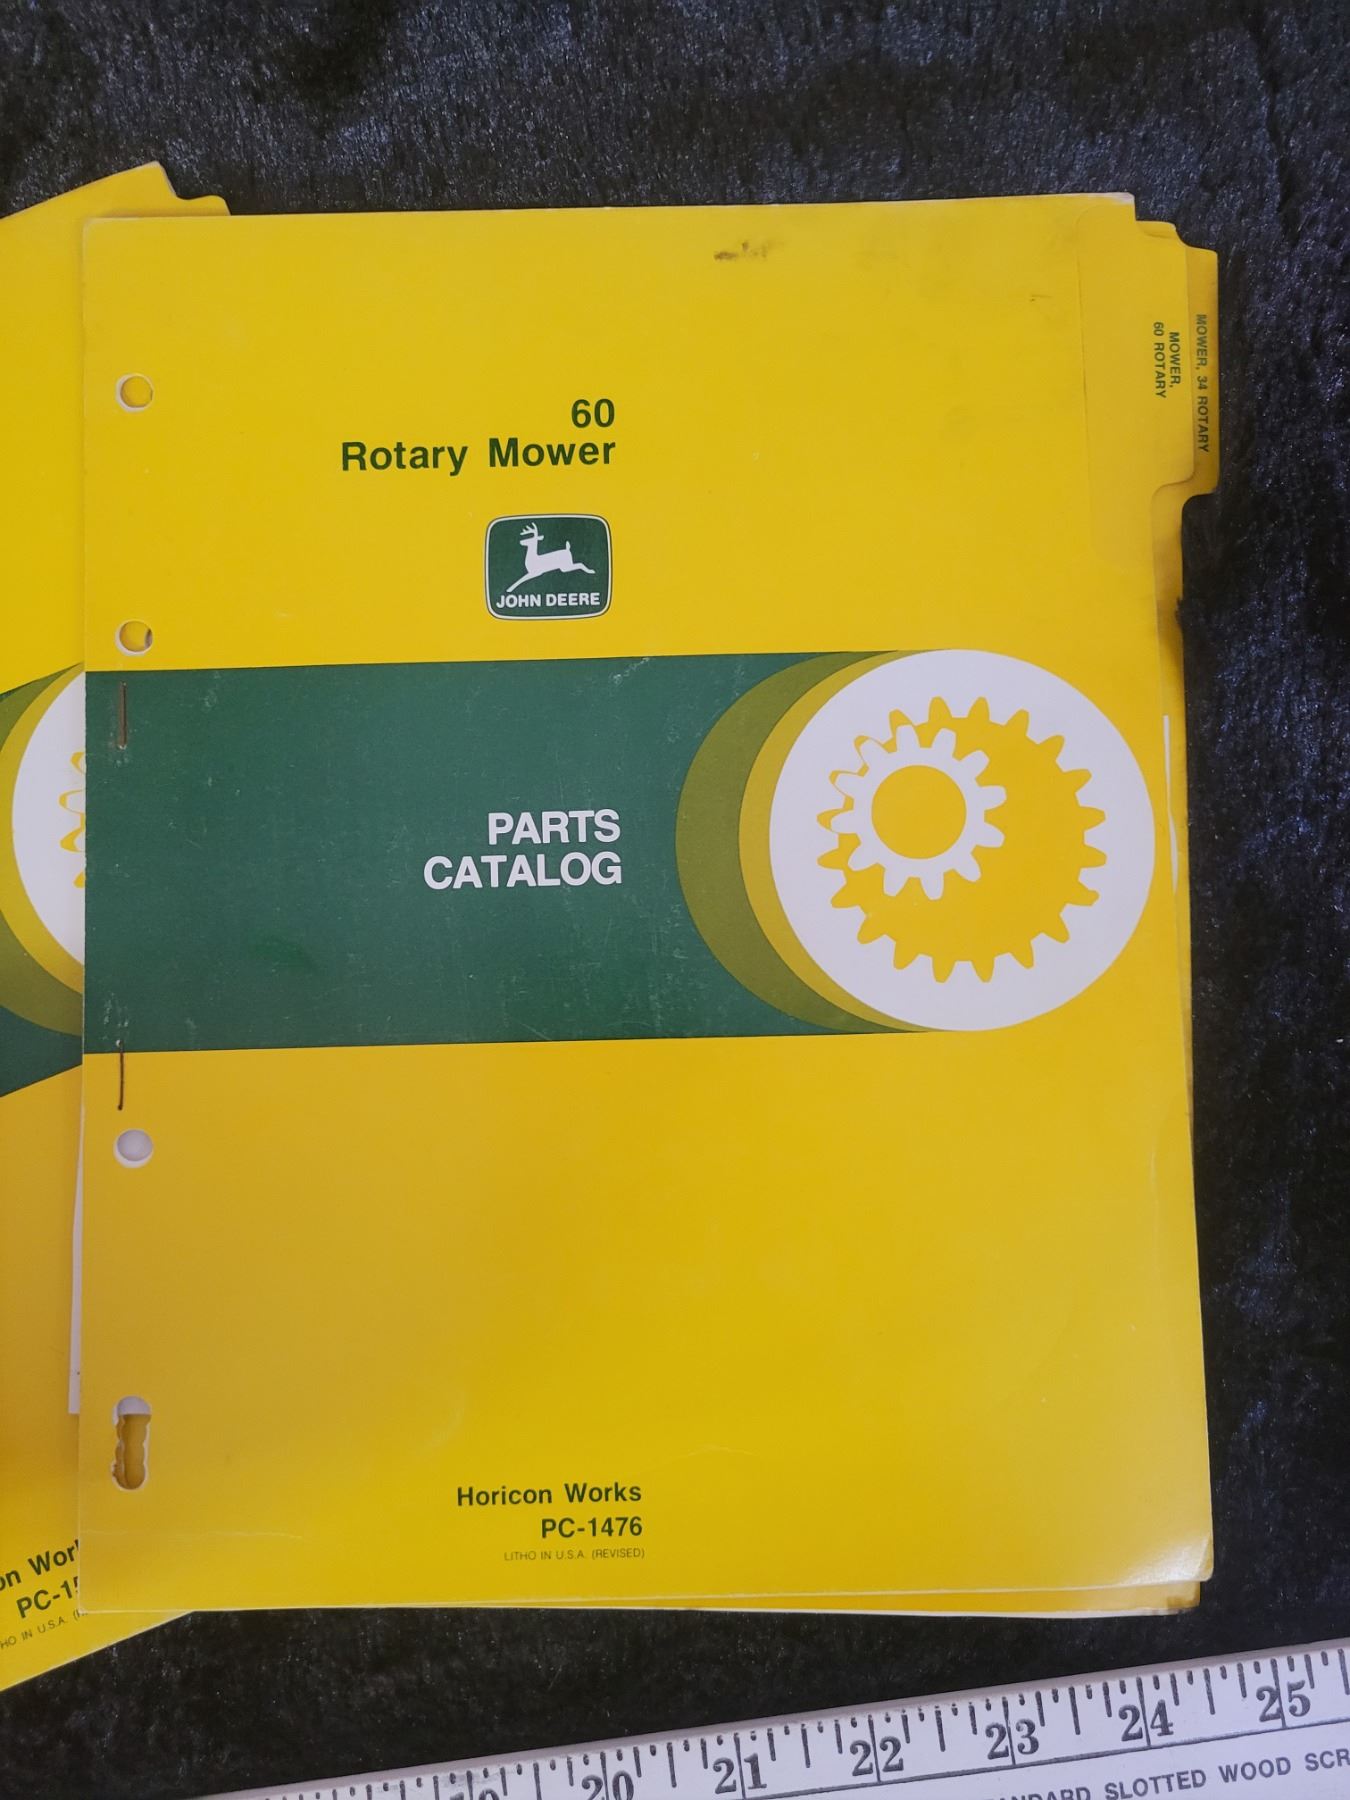 60
Rotary Mower
JOHN DEERE
MOWER,
60 ROTARY
MOWER, 34 ROTARY
PARTS
CATALOG
Horicon Works
PC-1476
LITHO IN U.S.A. (REVISED)
PC-1
IN U.S.A.
20 21 22 23 24 25
SLOTTED WOOD